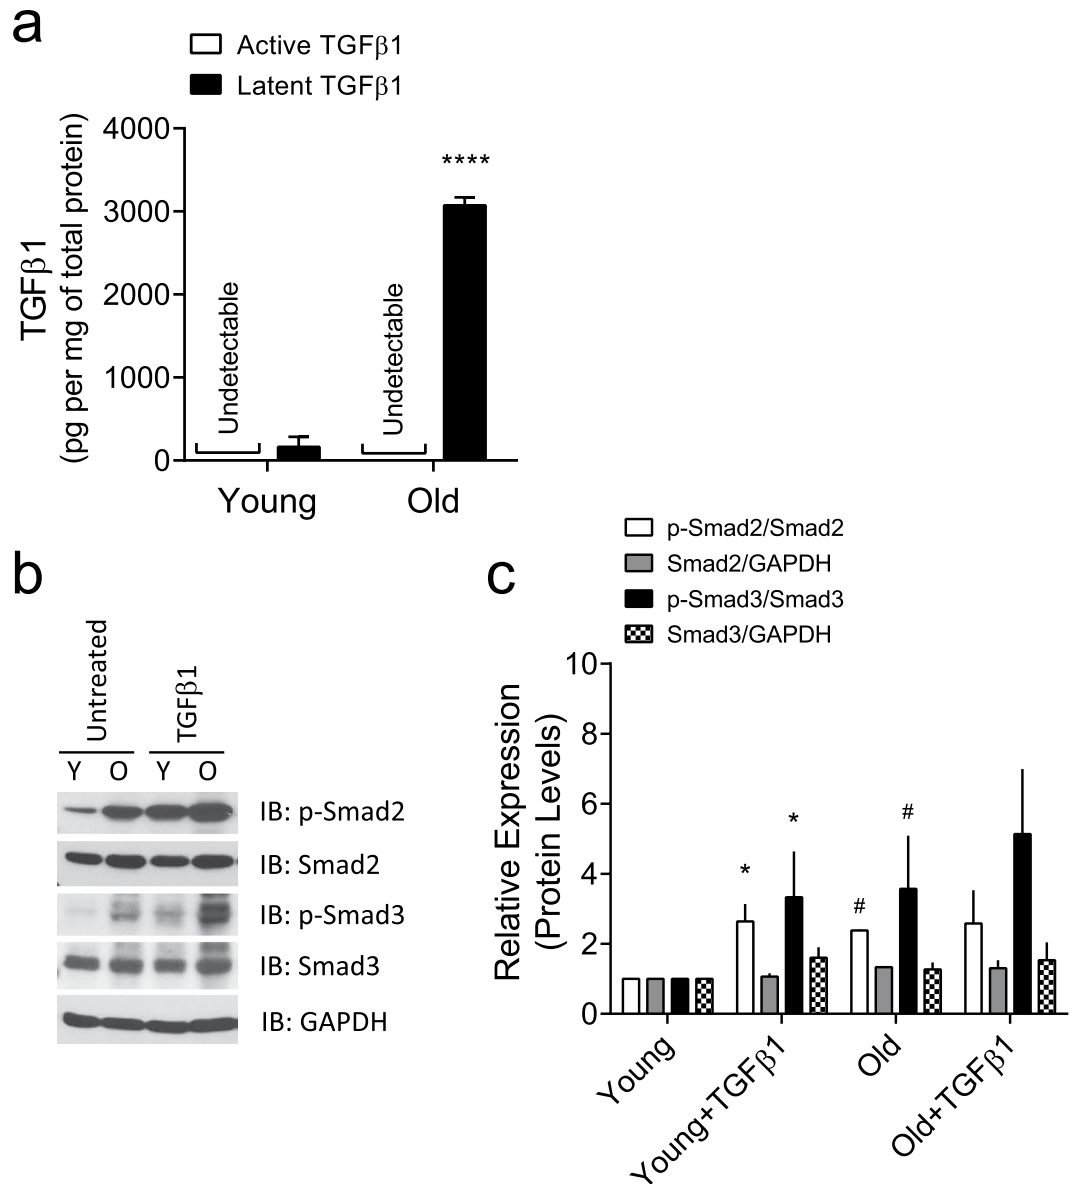 a
Active TGFβ1
Latent TGFβ1
TGFβ1
(pg per mg of total protein)
4000
3000
2000
1000
0
Undetectable
Undetectable
****
Young
Old
b
Untreated
TGFβ1
Y O Y O
IB: p-Smad2
IB: Smad2
IB: p-Smad3
IB: Smad3
IB: GAPDH
c
p-Smad2/Smad2
Smad2/GAPDH
p-Smad3/Smad3
Smad3/GAPDH
Relative Expression
(Protein Levels)
10
8
6
4
2
0
*
*
#
#
Young
Young+TGFβ1
Old
Old+TGFβ1